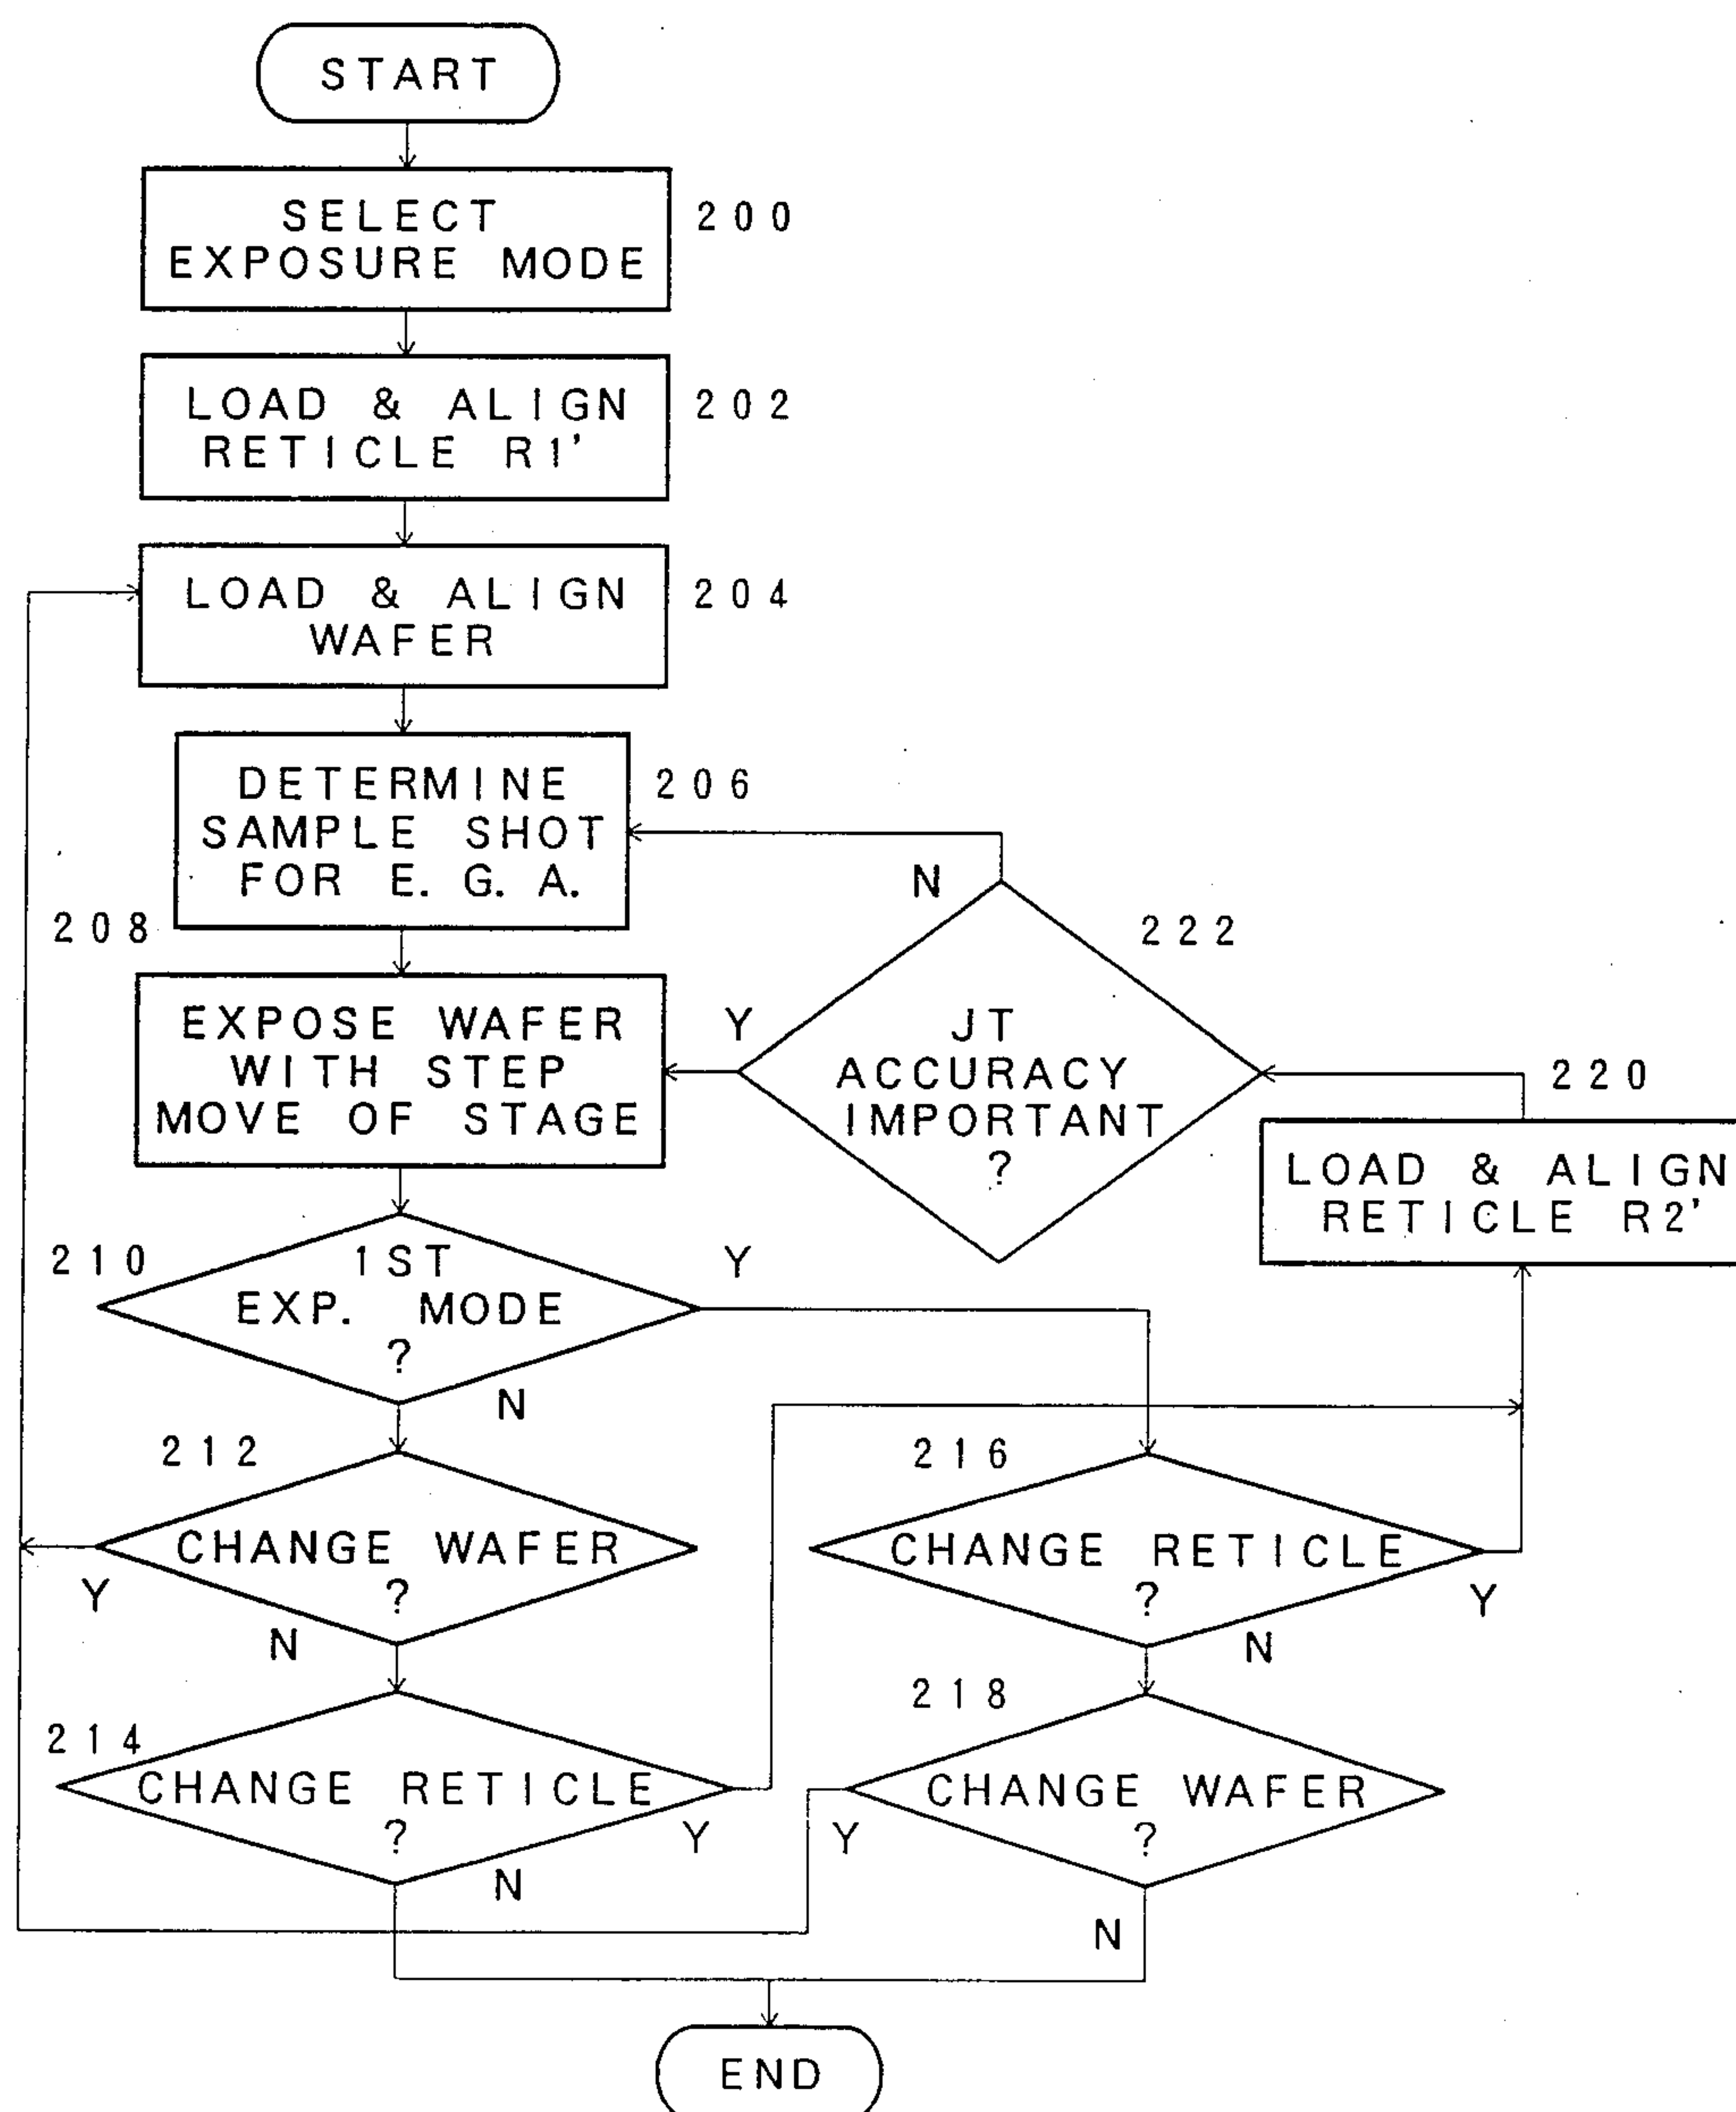 START
SELECT
EXPOSURE MODE
200
LOAD & ALIGN
RETICLE R1'
202
LOAD & ALIGN
WAFER
204
DETERMINE
SAMPLE SHOT
FOR E. G. A.
206
N
222
208
EXPOSE WAFER
WITH STEP
MOVE OF STAGE
Y
JT
ACCURACY
IMPORTANT
?
220
LOAD & ALIGN
RETICLE R2'
210
1ST
EXP. MODE
?
Y
N
212
CHANGE WAFER
?
Y
N
216
CHANGE RETICLE
?
Y
N
214
CHANGE RETICLE
?
Y
N
218
CHANGE WAFER
?
Y
N
END